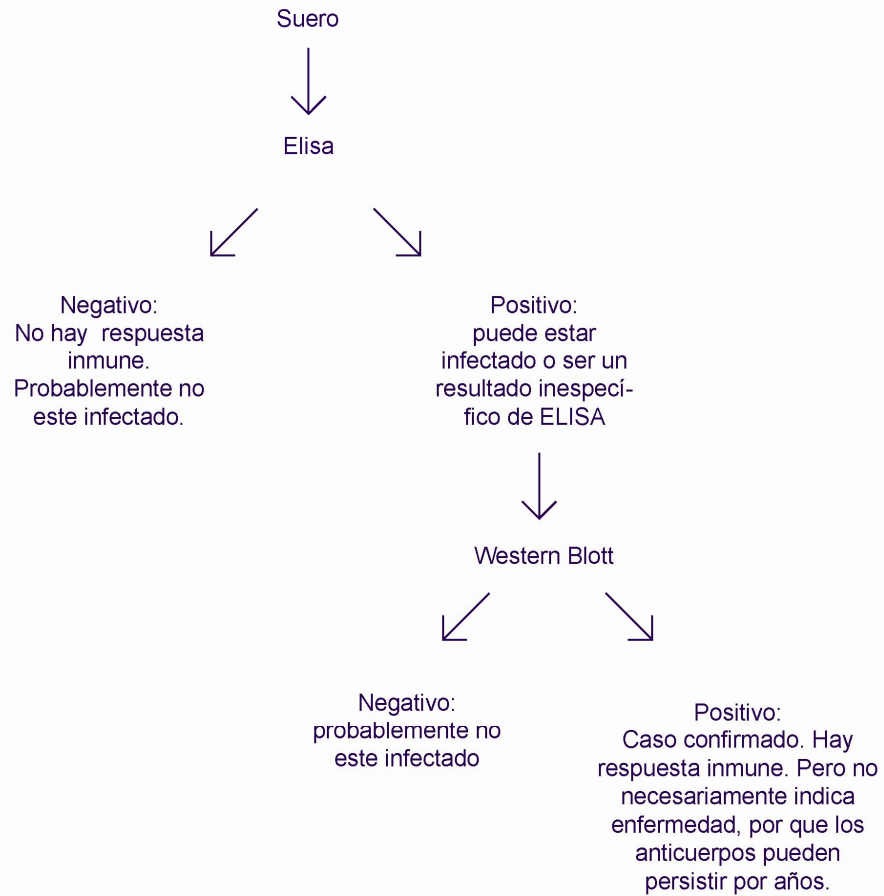 Suero
Elisa
Negativo:
No hay  respuesta
inmune.
Probablemente no
este infectado.
Positivo:
puede estar
infectado o ser un
resultado inespecí-
fico de ELISA
Western Blott
Negativo:
probablemente no
este infectado
Positivo:
Caso confirmado. Hay
respuesta inmune. Pero no
necesariamente indica
enfermedad, por que los
anticuerpos pueden
persistir por años.